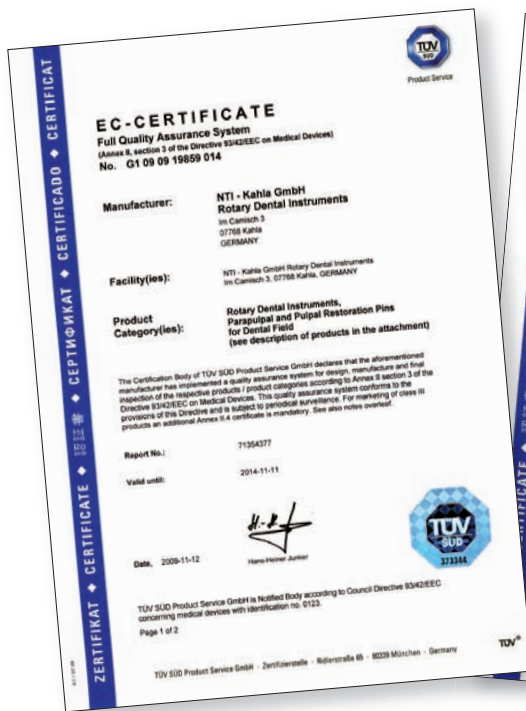 TÜV
SÜD
Product Service
ZERTIFIKAT ◆ CERTIFICATE ◆ 認証書 ◆ СЕРТИФИКАТ ◆ CERTIFICADO ◆ CERTIFICAT
EC-CERTIFICATE
Full Quality Assurance System
(Annex II, section 3 of the Directive 93/42/EEC on Medical Devices)
No. G1 09 09 19859 014
Manufacturer: NTI - Kahla GmbH
Rotary Dental Instruments
Im Camisch 3
07768 Kahla
GERMANY
Facility(ies): NTI - Kahla GmbH Rotary Dental Instruments
Im Camisch 3, 07768 Kahla, GERMANY
Product Category(ies): Rotary Dental Instruments,
Parapulpal and Pulpal Restoration Pins
for Dental Field
(see description of products in the attachment)
The Certification Body of TÜV SÜD Product Service GmbH declares that the aforementioned
manufacturer has implemented a quality assurance system for design, manufacture and final
inspection of the respective products / product categories according to Annex II section 3 of the
Directive 93/42/EEC on Medical Devices. This quality assurance system conforms to the
provisions of this Directive and is subject to periodical surveillance. For marketing of class III
products an additional Annex II.4 certificate is mandatory. See also notes overleaf.
Report No.: 71354377
Valid until: 2014-11-11
Date, 2009-11-12
Hans-Heiner Junker
TÜV
SÜD
373344
TÜV SÜD Product Service GmbH is Notified Body according to Council Directive 93/42/EEC
concerning medical devices with identification no. 0123.
Page 1 of 2
TÜV SÜD Product Service GmbH · Zertifizierstelle · Ridlerstraße 65 · 80339 München · Germany
TÜV